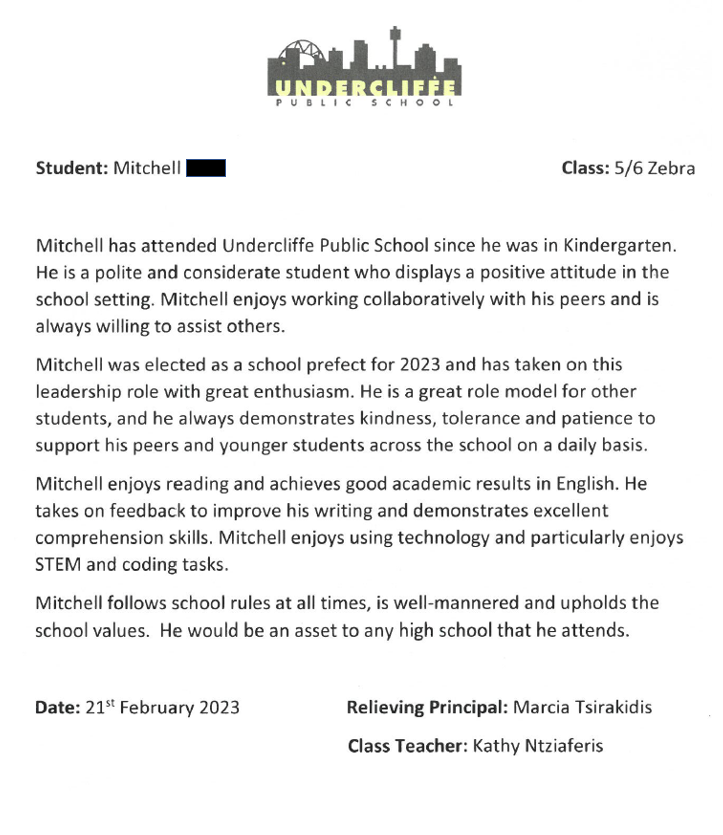 UNDERCLIFFE
PUBLIC SCHOOL
Student: Mitchell
Class: 5/6 Zebra
Mitchell has attended Undercliffe Public School since he was in Kindergarten.
He is a polite and considerate student who displays a positive attitude in the
school setting. Mitchell enjoys working collaboratively with his peers and is
always willing to assist others.
Mitchell was elected as a school prefect for 2023 and has taken on this
leadership role with great enthusiasm. He is a great role model for other
students, and he always demonstrates kindness, tolerance and patience to
support his peers and younger students across the school on a daily basis.
Mitchell enjoys reading and achieves good academic results in English. He
takes on feedback to improve his writing and demonstrates excellent
comprehension skills. Mitchell enjoys using technology and particularly enjoys
STEM and coding tasks.
Mitchell follows school rules at all times, is well-mannered and upholds the
school values.  He would be an asset to any high school that he attends.
Date: 21st February 2023
Relieving Principal: Marcia Tsirakidis
Class Teacher: Kathy Ntziaferis